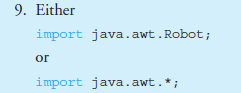 9. Either
import java.awt.Robot;
or
import java.awt.*;